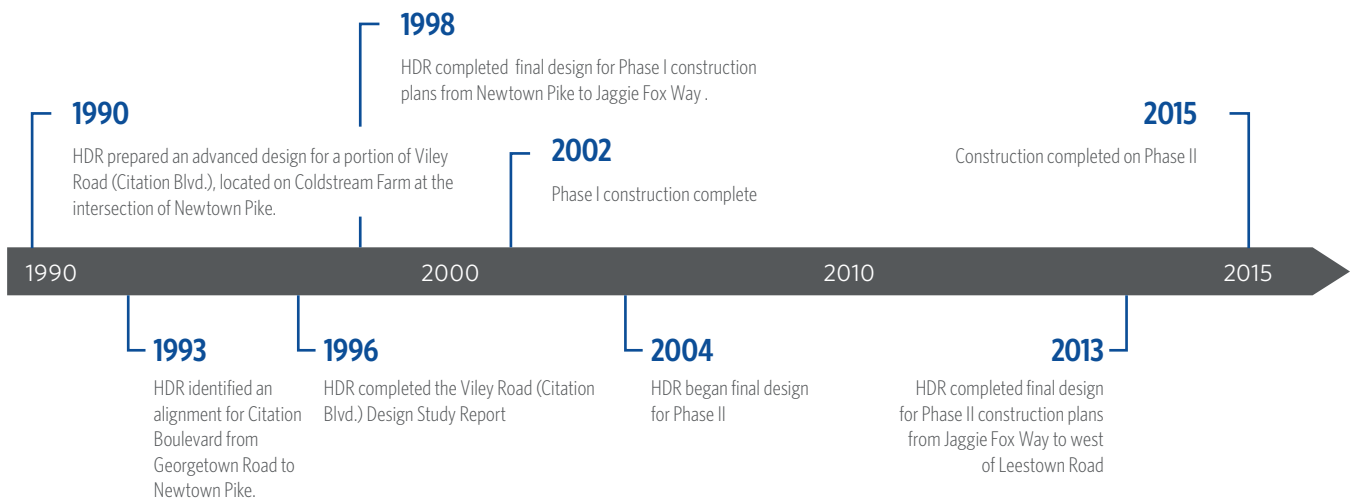 1998
HDR completed final design for Phase I construction
plans from Newtown Pike to Jaggie Fox Way .
1990
HDR prepared an advanced design for a portion of Viley
Road (Citation Blvd.), located on Coldstream Farm at the
intersection of Newtown Pike.
2002
Phase I construction complete
2015
Construction completed on Phase II
1990
2000
2010
2015
1993
HDR identified an
alignment for Citation
Boulevard from
Georgetown Road to
Newtown Pike.
1996
HDR completed the Viley Road (Citation
Blvd.) Design Study Report
2004
HDR began final design
for Phase II
2013
HDR completed final design
for Phase II construction plans
from Jaggie Fox Way to west
of Leestown Road